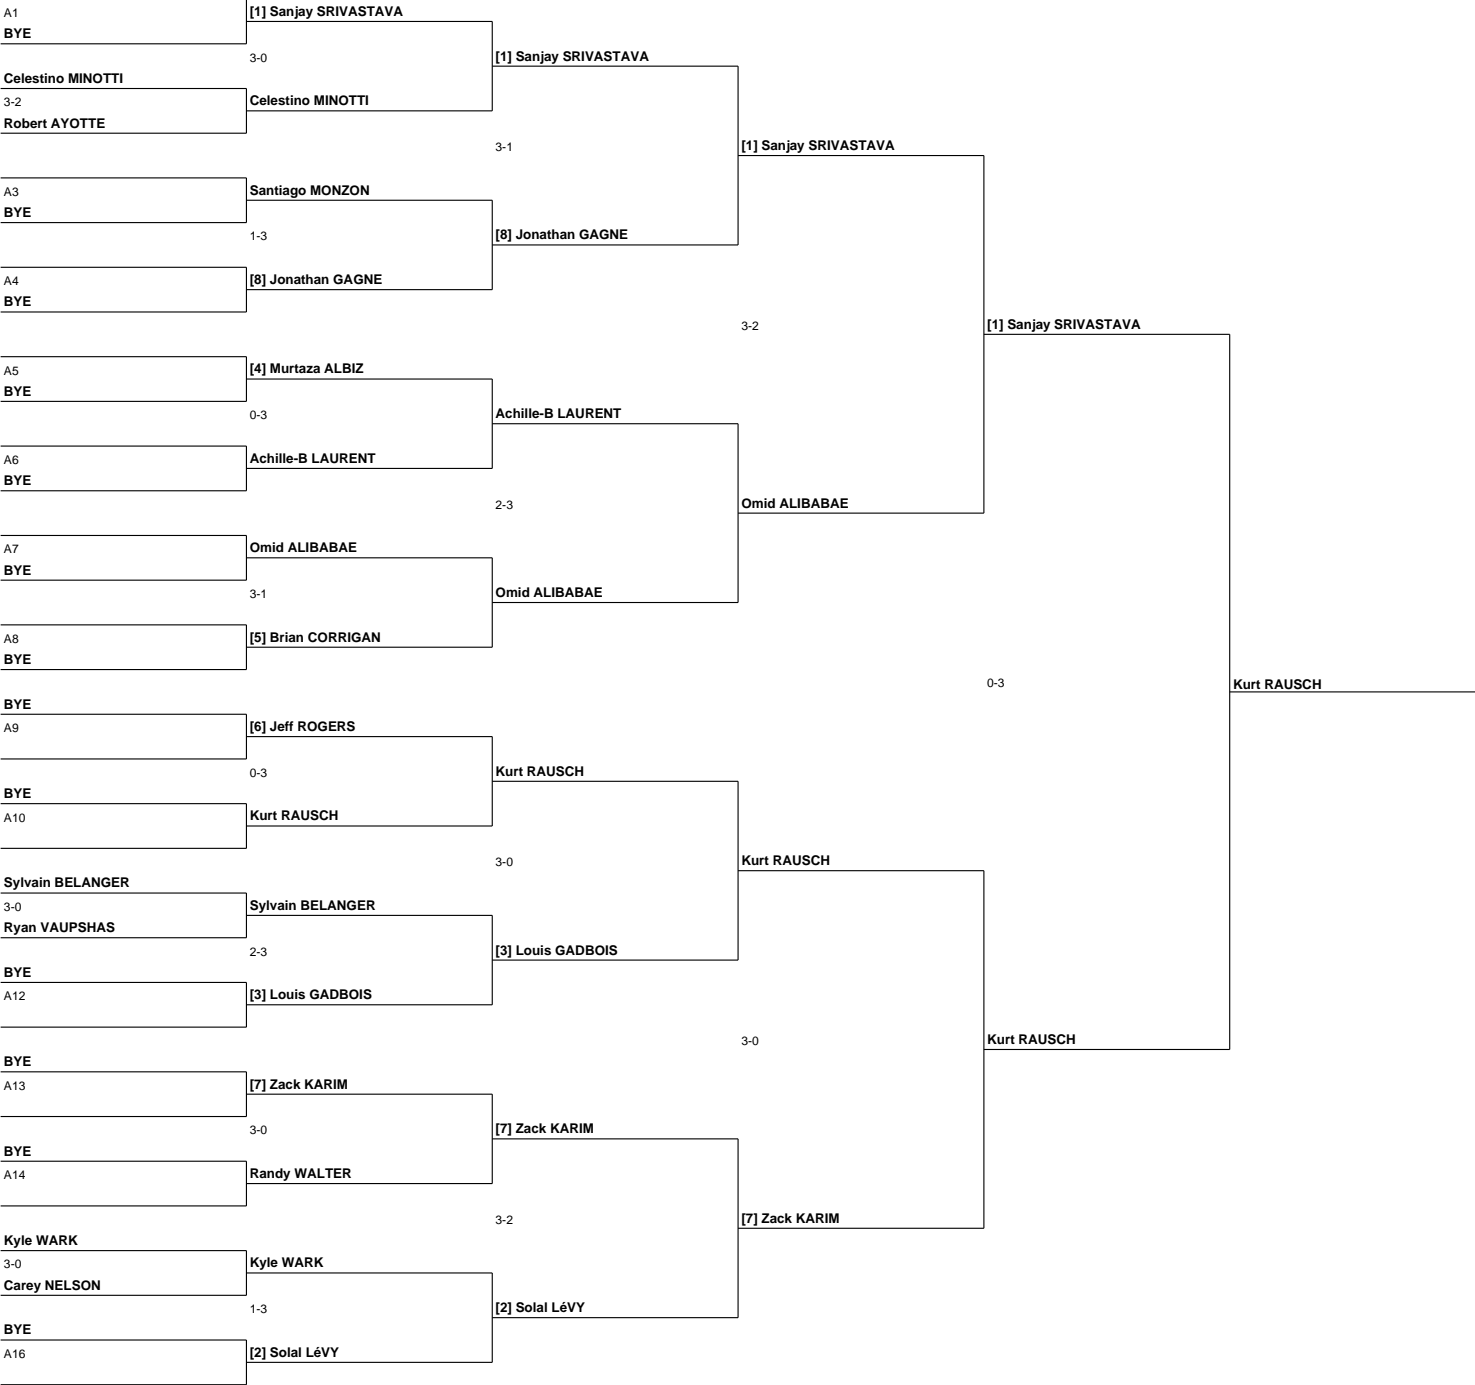 A1
[1] Sanjay SRIVASTAVA
BYE
3-0
[1] Sanjay SRIVASTAVA
Celestino MINOTTI
3-2
Celestino MINOTTI
Robert AYOTTE
3-1
[1] Sanjay SRIVASTAVA
A3
Santiago MONZON
BYE
1-3
[8] Jonathan GAGNE
A4
[8] Jonathan GAGNE
BYE
3-2
[1] Sanjay SRIVASTAVA
A5
[4] Murtaza ALBIZ
BYE
0-3
Achille-B LAURENT
A6
Achille-B LAURENT
BYE
2-3
Omid ALIBABAE
A7
Omid ALIBABAE
BYE
3-1
Omid ALIBABAE
A8
[5] Brian CORRIGAN
BYE
0-3
Kurt RAUSCH
BYE
A9
[6] Jeff ROGERS
0-3
Kurt RAUSCH
BYE
A10
Kurt RAUSCH
3-0
Kurt RAUSCH
Sylvain BELANGER
3-0
Sylvain BELANGER
Ryan VAUPSHAS
2-3
[3] Louis GADBOIS
BYE
A12
[3] Louis GADBOIS
3-0
Kurt RAUSCH
BYE
A13
[7] Zack KARIM
3-0
[7] Zack KARIM
BYE
A14
Randy WALTER
3-2
[7] Zack KARIM
Kyle WARK
3-0
Kyle WARK
Carey NELSON
1-3
[2] Solal LéVY
BYE
A16
[2] Solal LéVY